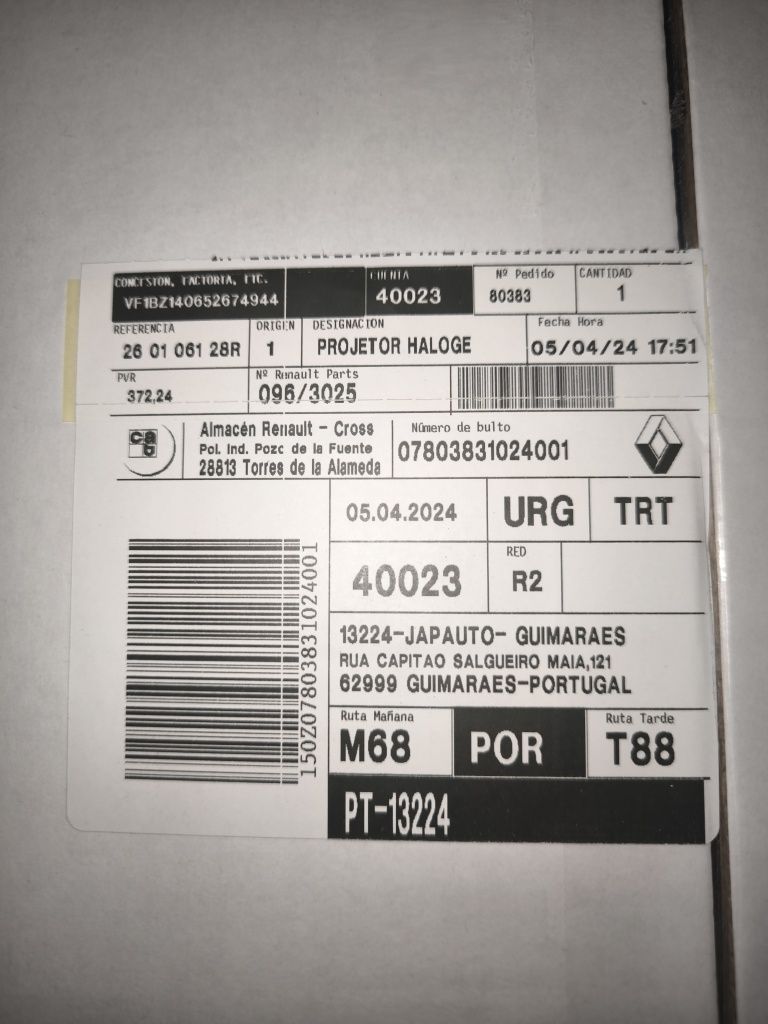 CONCESION, FACTORIA, ETC.
VF1BZ140652674944
CUENTA
40023
Nº Pedido
80383
CANTIDAD
1
REFERENCIA
26 01 061 28R
ORIGEN
1
DESIGNACION
PROJETOR HALOGE
Fecha Hora
05/04/24 17:51
PVR
372,24
Nº Renault Parts
096/3025
cab
Almacén Renault - Cross
Pol. Ind. Pozo de la Fuente
28813 Torres de la Alameda
Número de bulto
07803831024001
05.04.2024
URG
TRT
40023
RED
R2
150Z07803831024001
13224-JAPAUTO- GUIMARAES
RUA CAPITAO SALGUEIRO MAIA,121
62999 GUIMARAES-PORTUGAL
Ruta Mañana
M68
POR
Ruta Tarde
T88
PT-13224